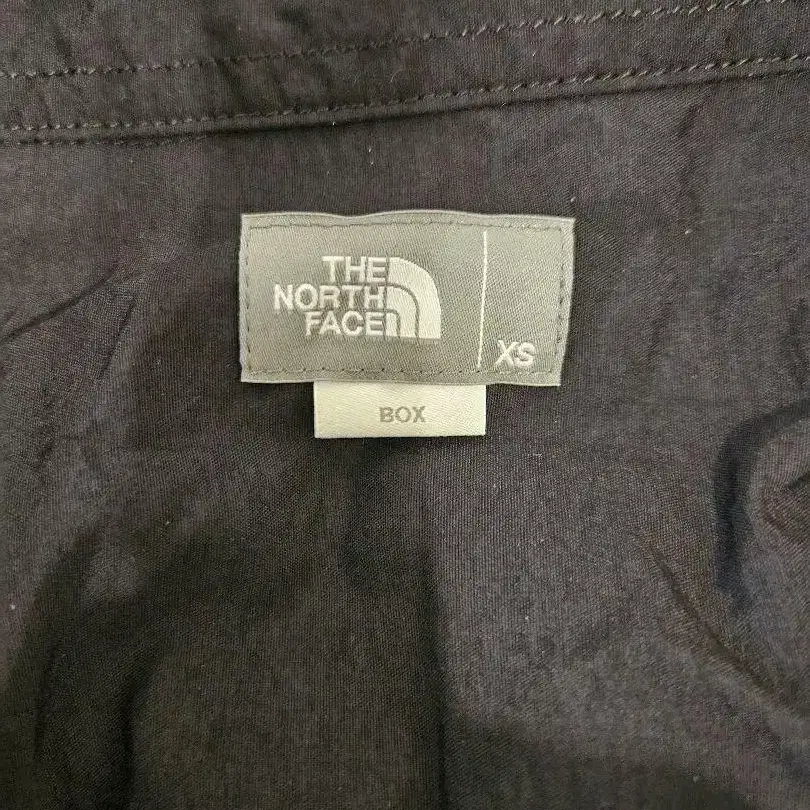 THE
NORTH
FACE
XS
BOX